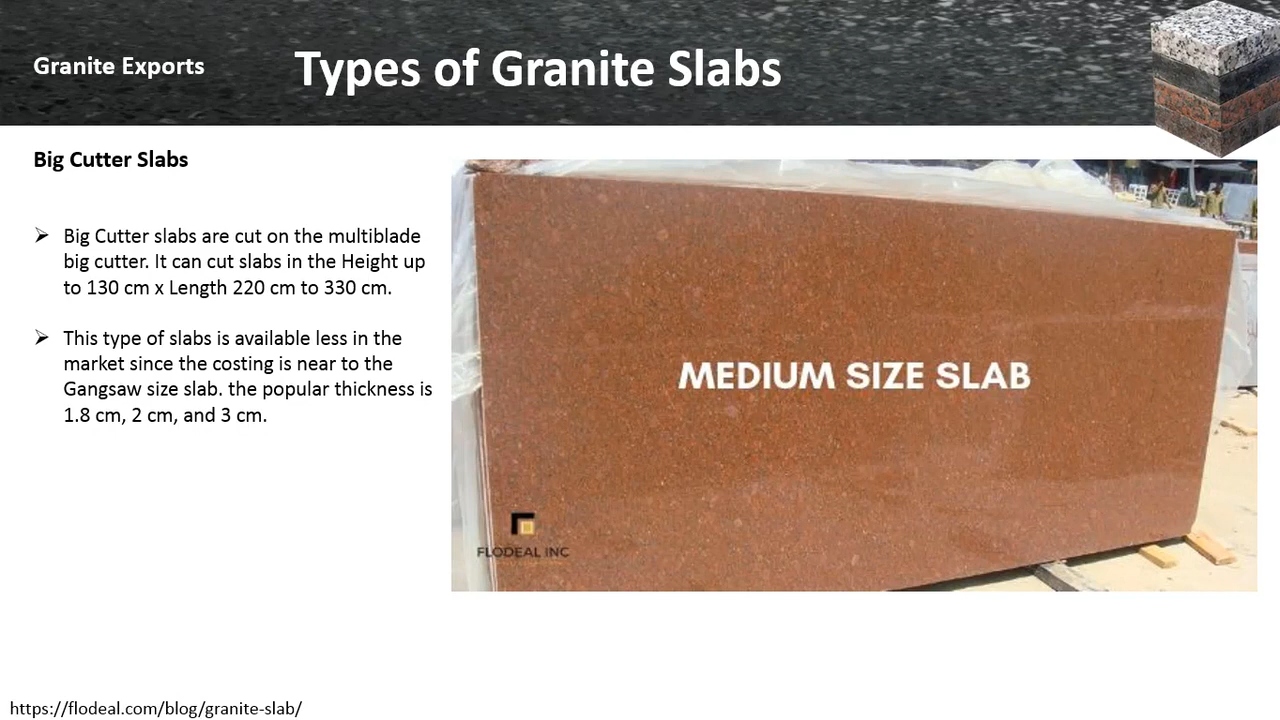 Granite Exports
Types of Granite Slabs
Big Cutter Slabs
Big Cutter slabs are cut on the multiblade
big cutter. It can cut slabs in the Height up
to 130 cm x Length 220 cm to 330 cm.
This type of slabs is available less in the
market since the costing is near to the
Gangsaw size slab. the popular thickness is
1.8 cm, 2 cm, and 3 cm.
MEDIUM SIZE SLAB
FLODEAL INC
https://flodeal.com/blog/granite-slab/